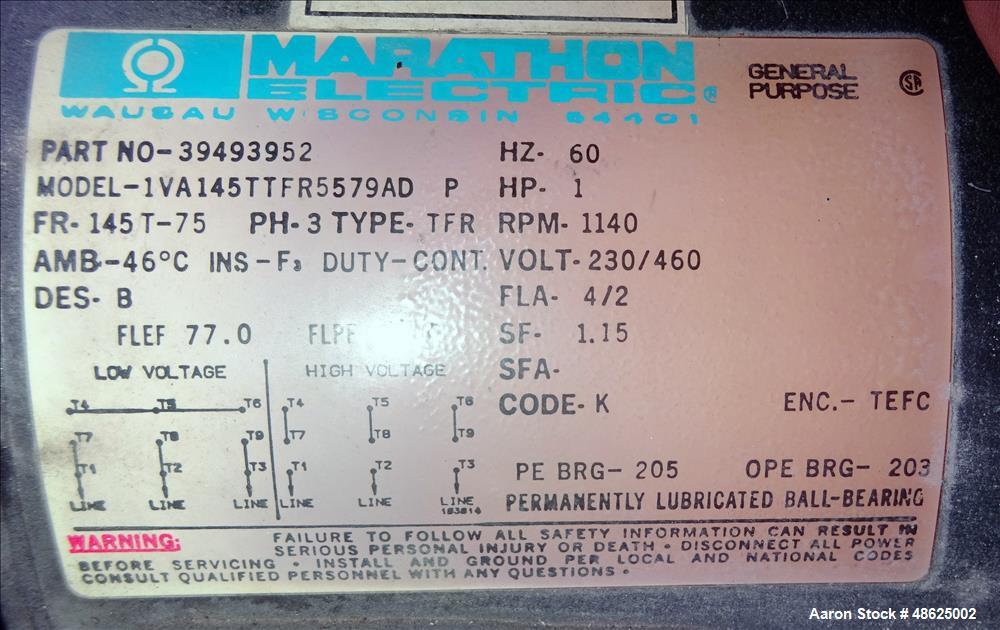 MARATHON
ELECTRIC ®
WAUSAU WISCONSIN 54401
GENERAL
PURPOSE
SA
PART NO-39493952
HZ- 60
MODEL-1VA145TTFR5579AD P
HP- 1
FR-145T-75 PH-3 TYPE-TFR
RPM-1140
AMB-46°C INS-F3 DUTY-CONT.
VOLT-230/460
DES- B
FLA- 4/2
FLEF 77.0
SF- 1.15
SFA-
CODE-K
ENC.- TEFC
LOW VOLTAGE
HIGH VOLTAGE
T4 T5 T6
T4 T5 T6
T7 T8 T9
T7 T8 T9
T1 T2 T3
T1 T2 T3
LINE LINE LINE
LINE LINE LINE
PE BRG- 205
OPE BRG- 203
PERMANENTLY LUBRICATED BALL-BEARING
WARNING: FAILURE TO FOLLOW ALL SAFETY INFORMATION CAN RESULT IN
SERIOUS PERSONAL INJURY OR DEATH • DISCONNECT ALL POWER
BEFORE SERVICING • INSTALL AND GROUND PER LOCAL AND NATIONAL CODES
CONSULT QUALIFIED PERSONNEL WITH ANY QUESTIONS •
Aaron Stock # 48625002